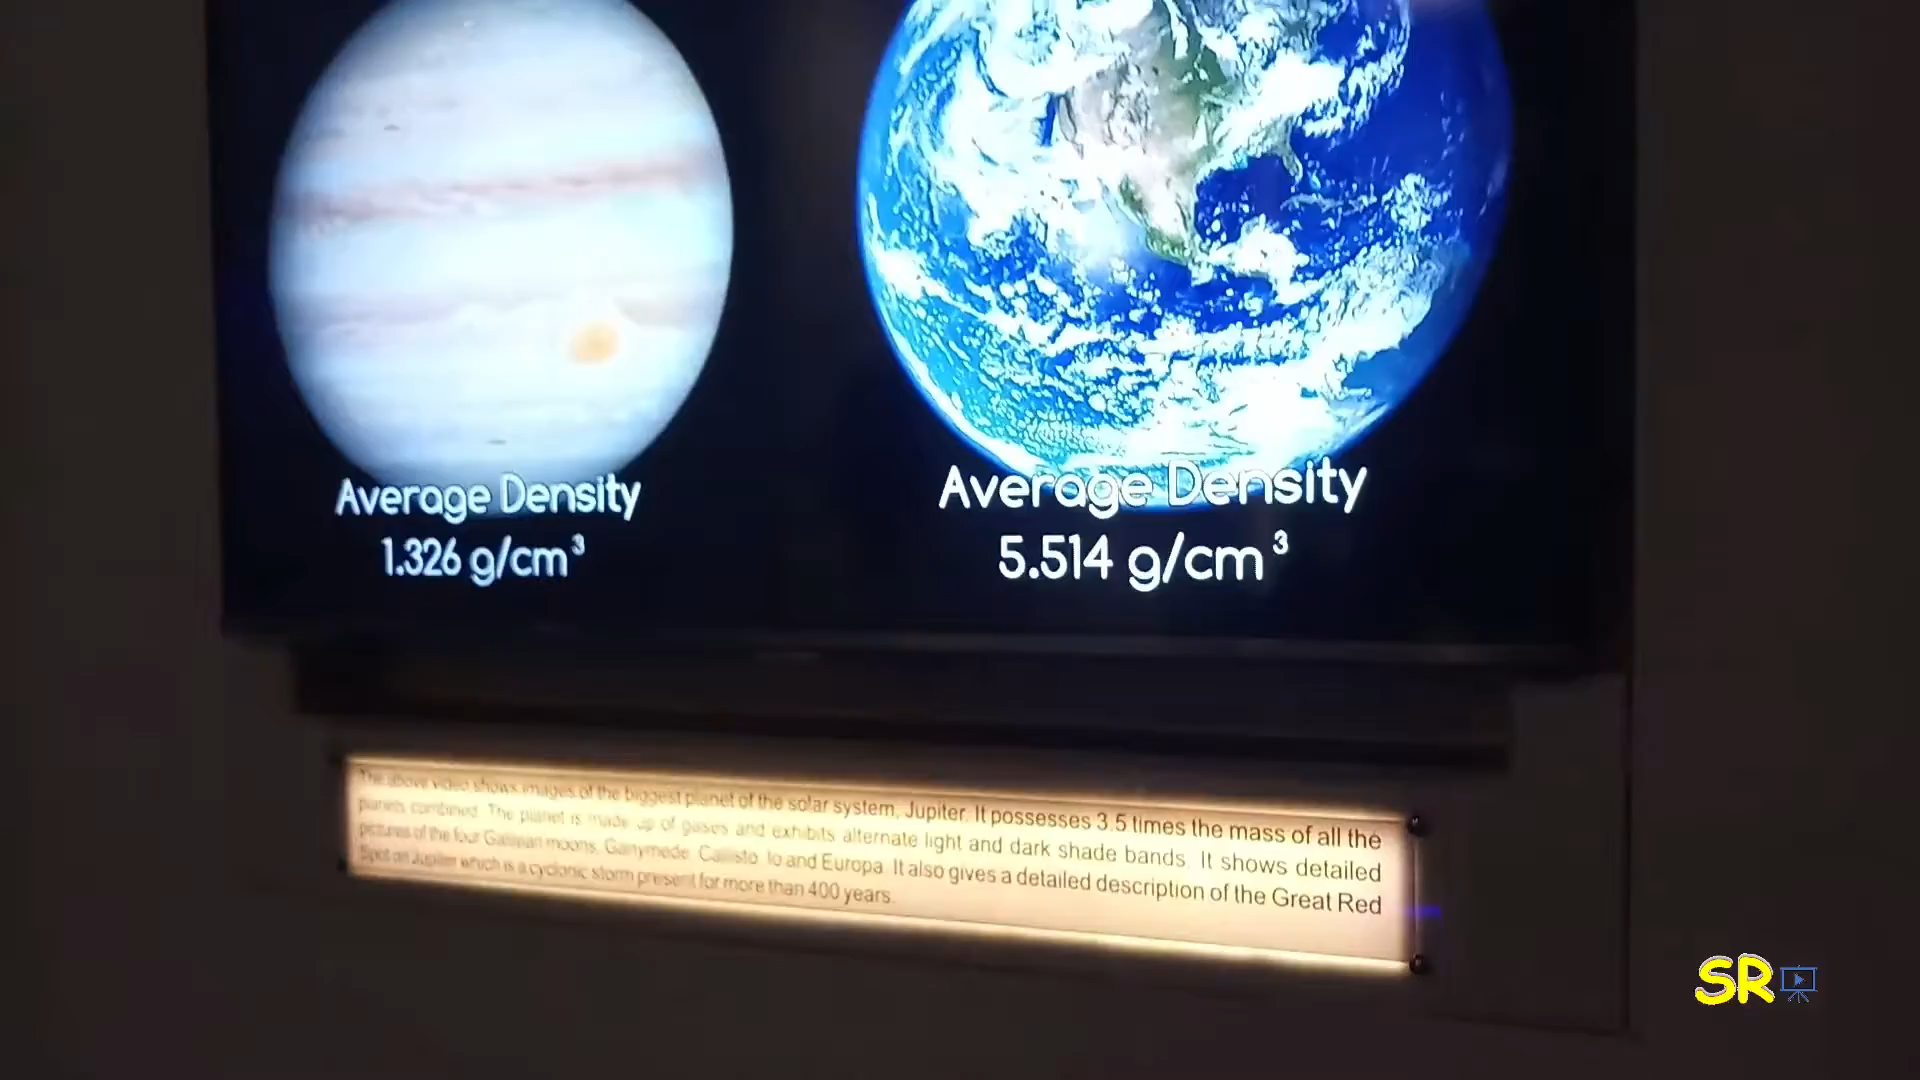 Average Density
1.326 g/cm³
Average Density
5.514 g/cm³
The above video shows images of the biggest planet of the solar system, Jupiter. It possesses 3.5 times the mass of all the
planets combined. The planet is made up of gases and exhibits alternate light and dark shade bands. It shows detailed
pictures of the four Galilean moons, Ganymede, Callisto, Io and Europa. It also gives a detailed description of the Great Red
Spot on Jupiter which is a cyclonic storm present for more than 400 years.
SR